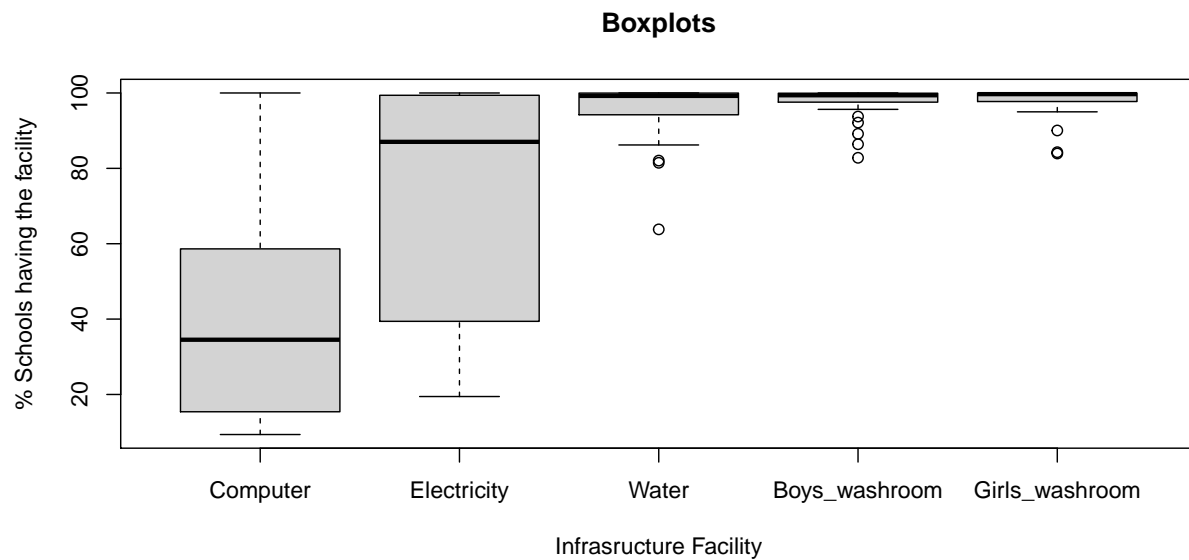 Boxplots
% Schools having the facility
100
80
60
40
20
Computer
Electricity
Water
Boys_washroom
Girls_washroom
Infrasructure Facility